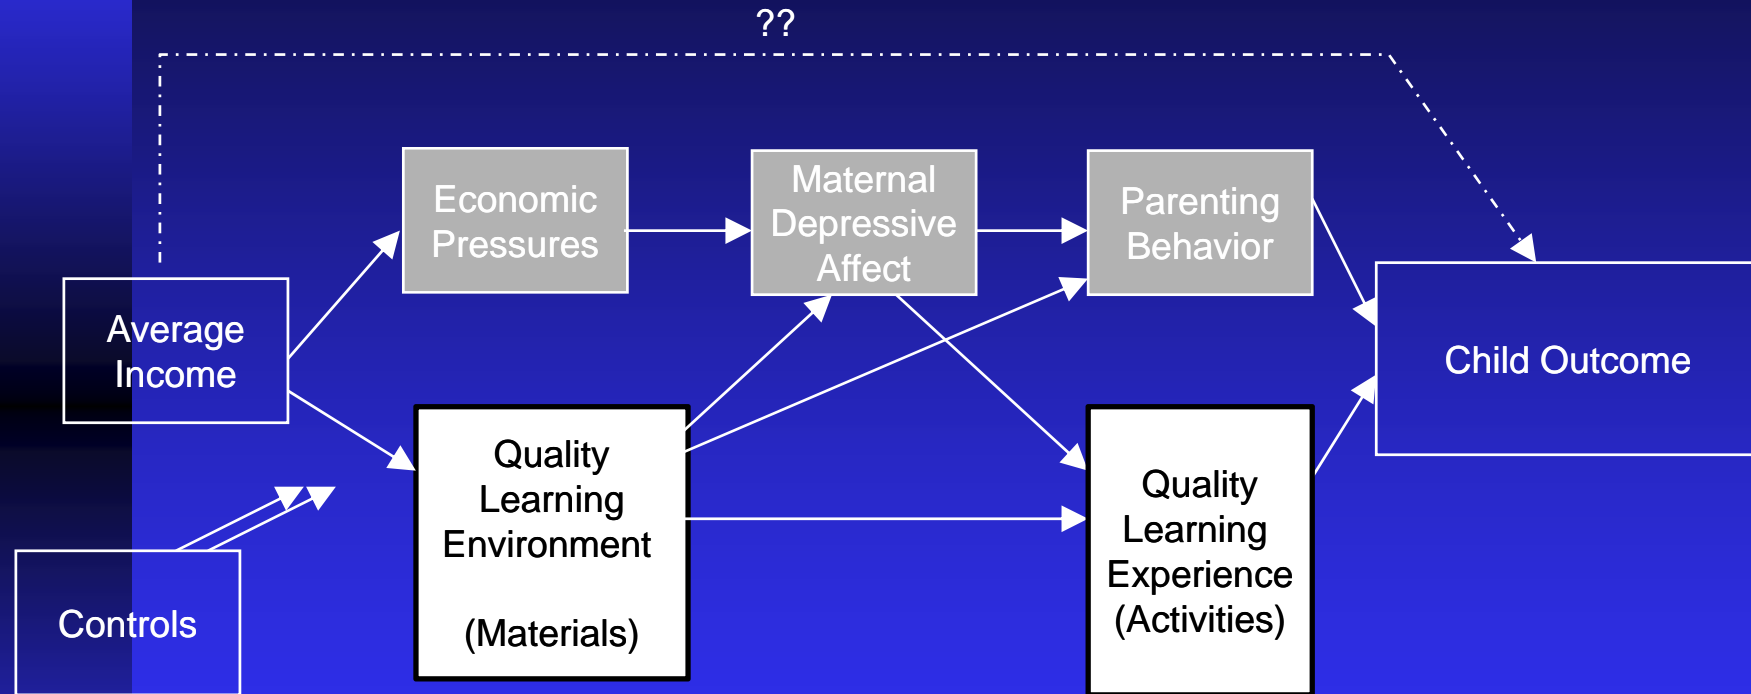 ??
Economic
Pressures
Maternal
Depressive
Affect
Parenting
Behavior
Average
Income
Child Outcome
Quality
Learning
Environment
(Materials)
Quality
Learning
Experience
(Activities)
Controls